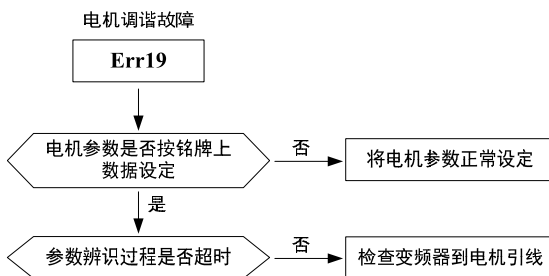 电机调谐故障
Err19
电机参数是否按铭牌上
数据设定
否
将电机参数正常设定
是
参数辨识过程是否超时
否
检查变频器到电机引线